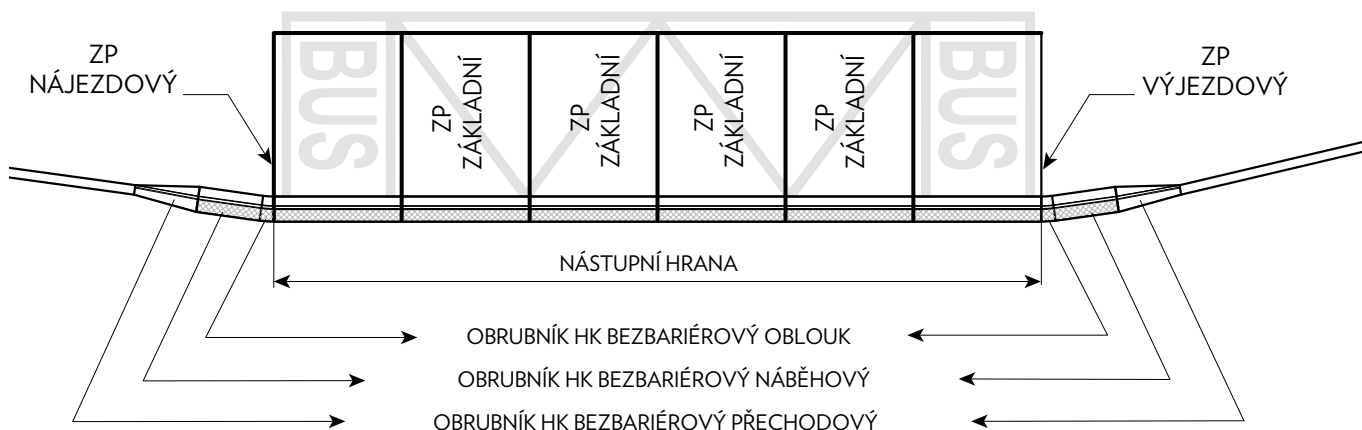 ZP
NÁJEZDOVÝ
BUS
ZP
ZÁKLADNÍ
ZP
ZÁKLADNÍ
ZP
ZÁKLADNÍ
ZP
ZÁKLADNÍ
BUS
ZP
VÝJEZDOVÝ
NÁSTUPNÍ HRANA
OBRUBNÍK HK BEZBARIÉROVÝ OBLOUK
OBRUBNÍK HK BEZBARIÉROVÝ NÁBĚHOVÝ
OBRUBNÍK HK BEZBARIÉROVÝ PŘECHODOVÝ